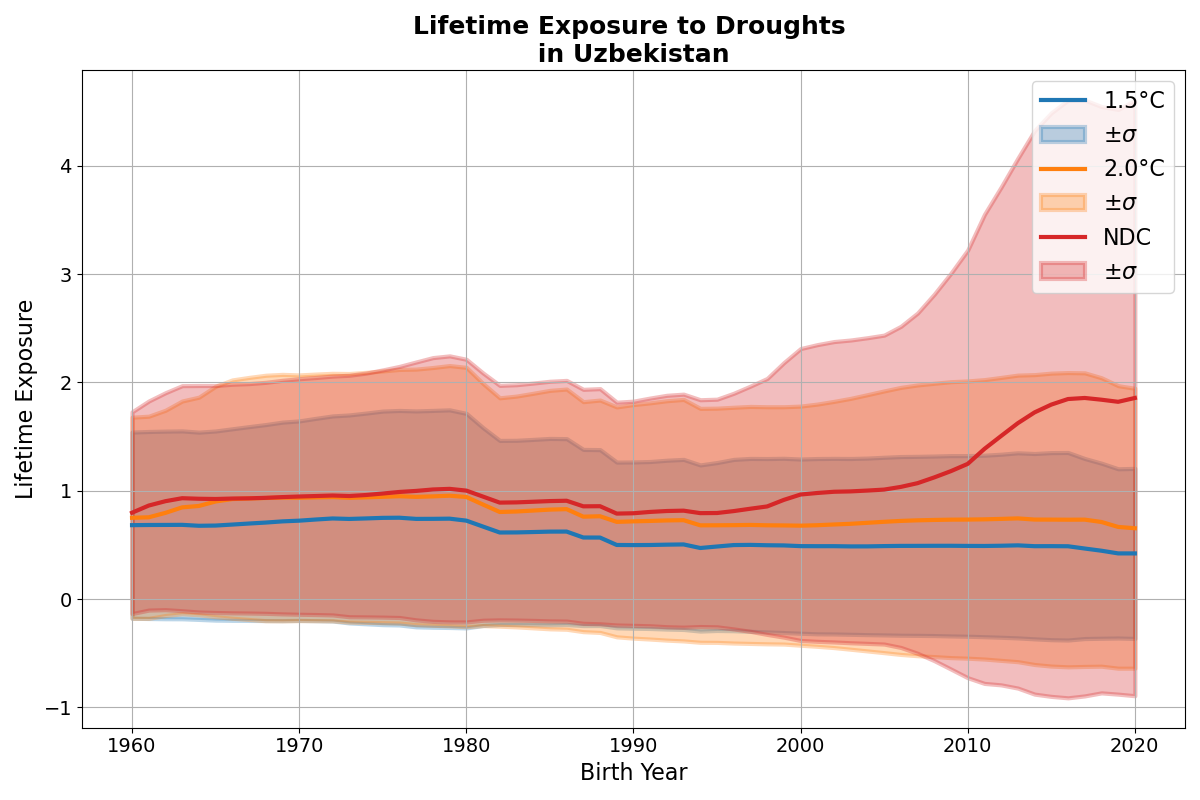 Lifetime Exposure to Droughts
in Uzbekistan
Lifetime Exposure
4
3
2
1
0
−1
1960
1970
1980
1990
2000
2010
2020
Birth Year
1.5°C
±σ
2.0°C
±σ
NDC
±σ